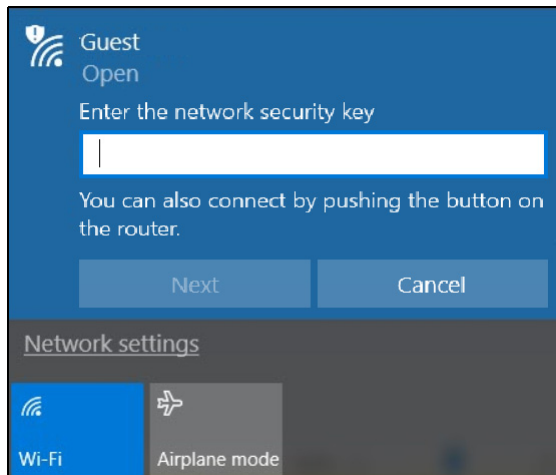 Guest
Open
Enter the network security key
You can also connect by pushing the button on
the router.
Next
Cancel
Network settings
Wi-Fi
Airplane mode